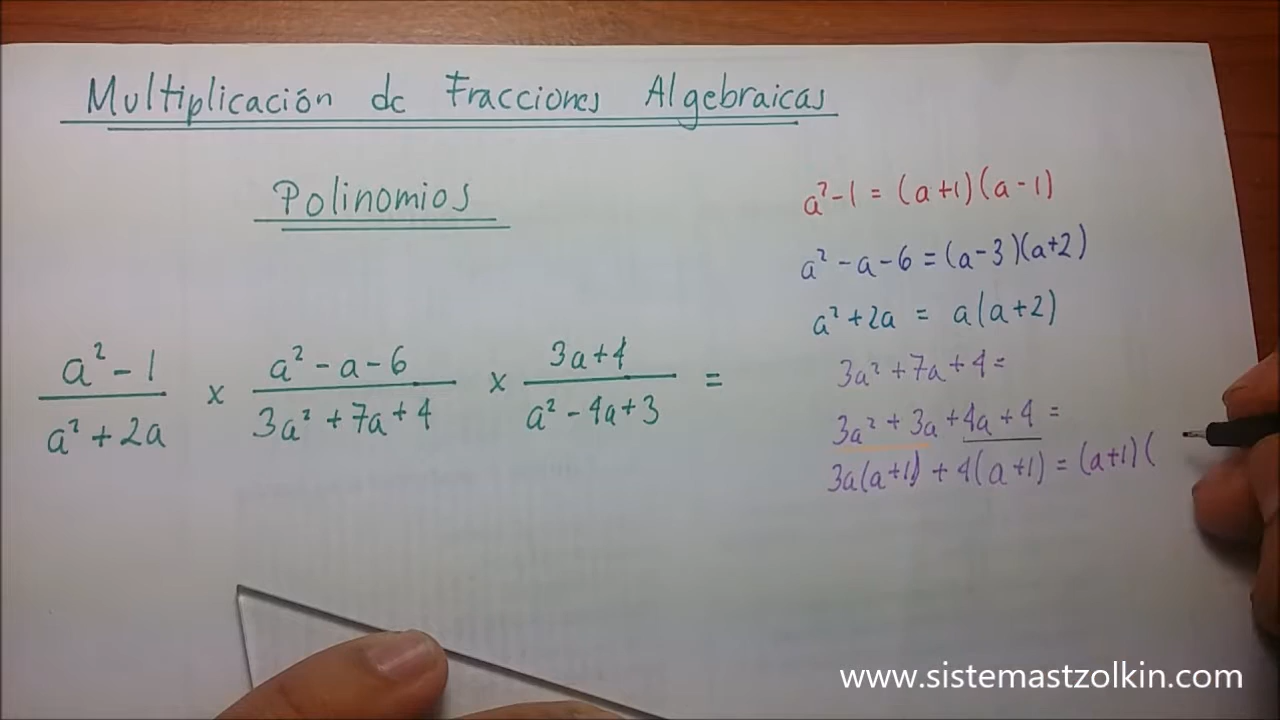 Multiplicación de Fracciones Algebraicas
Polinomios
a² - 1 / a² + 2a × a² - a - 6 / 3a² + 7a + 4 × 3a + 4 / a² - 4a + 3 =
a² - 1 = (a + 1)(a - 1)
a² - a - 6 = (a - 3)(a + 2)
a² + 2a = a(a + 2)
3a² + 7a + 4 =
3a² + 3a + 4a + 4 =
3a(a + 1) + 4(a + 1) = (a + 1)(
www.sistemastzolkin.com